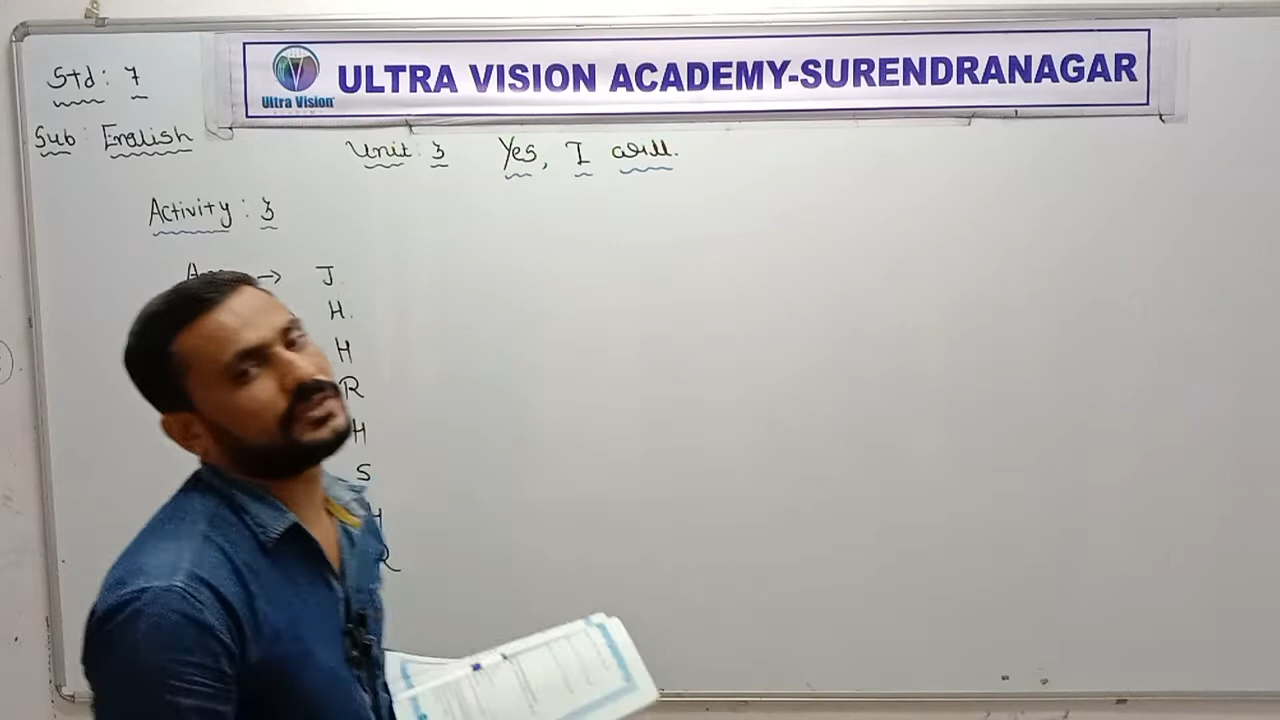 ULTRA VISION ACADEMY-SURENDRANAGAR
Ultra Vision
Std: 7
Sub: English
Unit: 3 Yes, I will.
Activity: 3
→ J.
H.
H
R
H
S
H
R